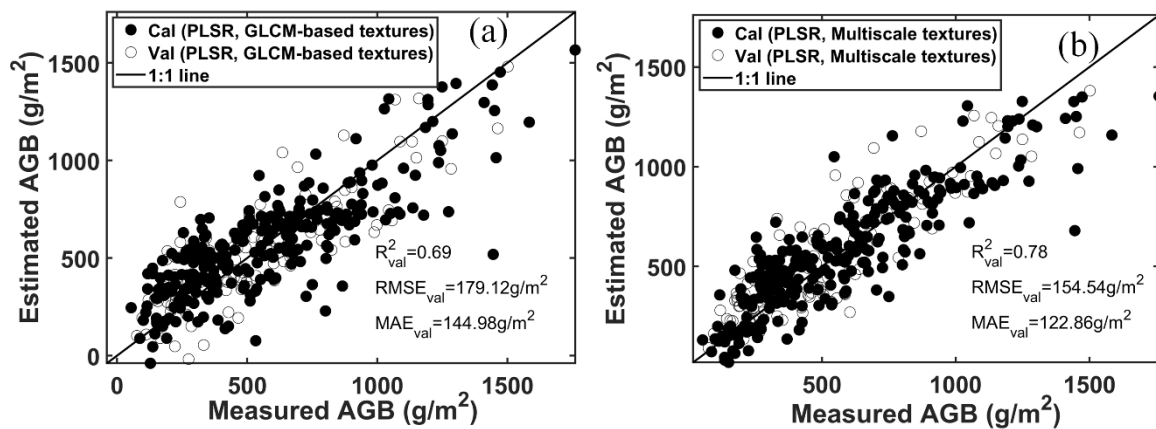 Cal (PLSR, GLCM-based textures)
Val (PLSR, GLCM-based textures)
1:1 line
(a)
1500
1000
500
0
Estimated AGB (g/m²)
R²val=0.69
RMSEval=179.12g/m²
MAEval=144.98g/m²
0 500 1000 1500
Measured AGB (g/m²)
Cal (PLSR, Multiscale textures)
Val (PLSR, Multiscale textures)
1:1 line
(b)
1500
1000
500
Estimated AGB (g/m²)
R²val=0.78
RMSEval=154.54g/m²
MAEval=122.86g/m²
500 1000 1500
Measured AGB (g/m²)